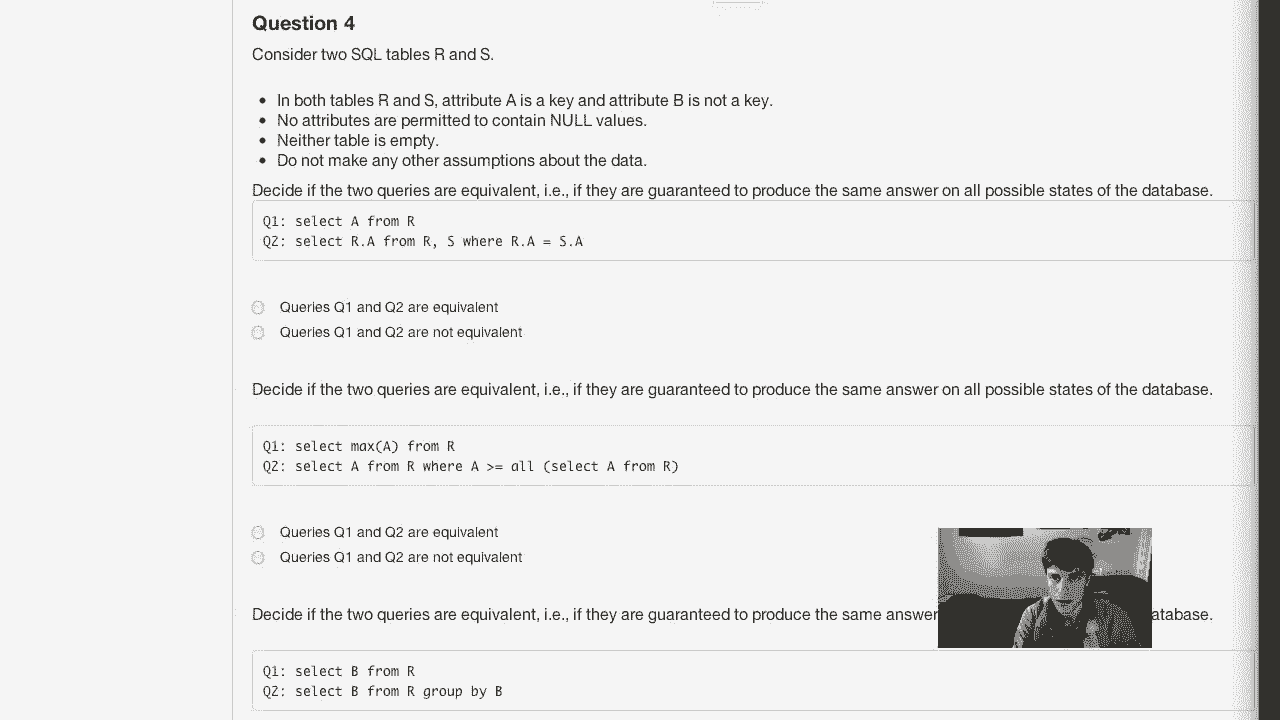 Question 4
Consider two SQL tables R and S.
• In both tables R and S, attribute A is a key and attribute B is not a key.
• No attributes are permitted to contain NULL values.
• Neither table is empty.
• Do not make any other assumptions about the data.
Decide if the two queries are equivalent, i.e., if they are guaranteed to produce the same answer on all possible states of the database.
Q1: select A from R
Q2: select R.A from R, S where R.A = S.A
Queries Q1 and Q2 are equivalent
Queries Q1 and Q2 are not equivalent
Decide if the two queries are equivalent, i.e., if they are guaranteed to produce the same answer on all possible states of the database.
Q1: select max(A) from R
Q2: select A from R where A >= all (select A from R)
Queries Q1 and Q2 are equivalent
Queries Q1 and Q2 are not equivalent
Decide if the two queries are equivalent, i.e., if they are guaranteed to produce the same answer atabase.
Q1: select B from R
Q2: select B from R group by B